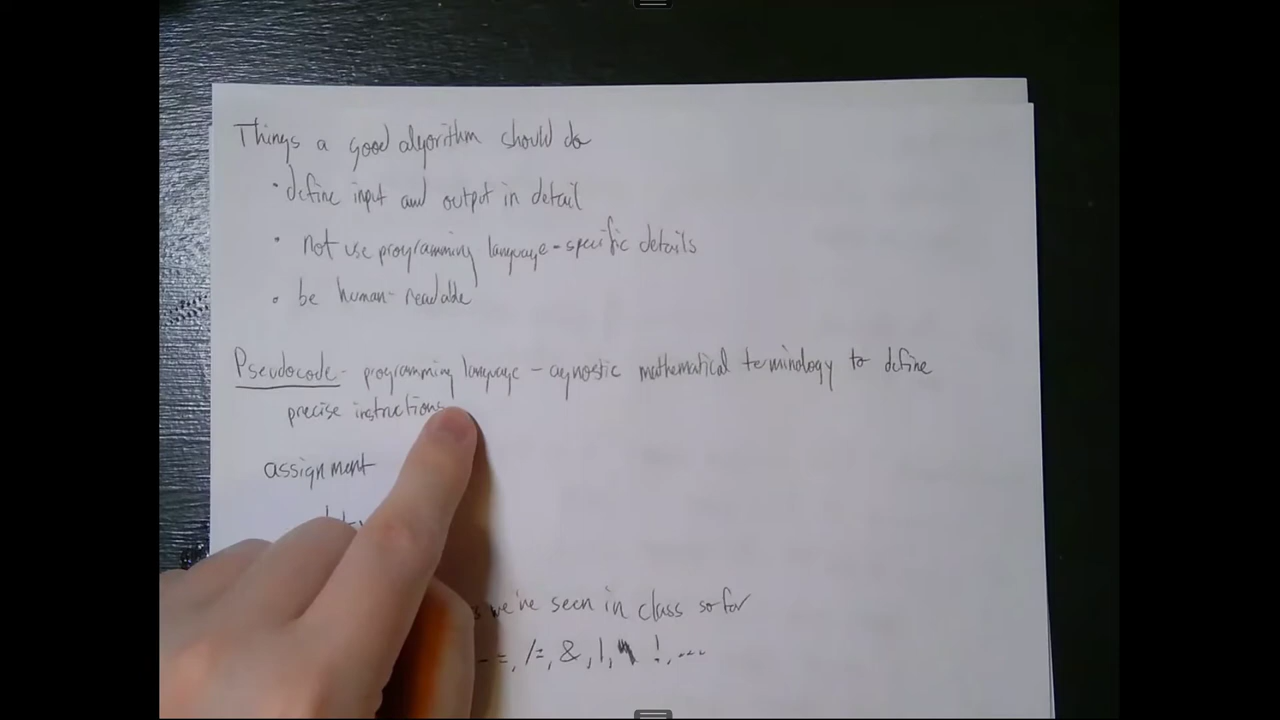 Things a good algorithm should do
• define input and output in detail
• not use programming language-specific details
• be human-readable
Pseudocode - programming language-agnostic mathematical terminology to define
precise instructions
assignment
we've seen in class so far
=, /=, &, |, !, ...